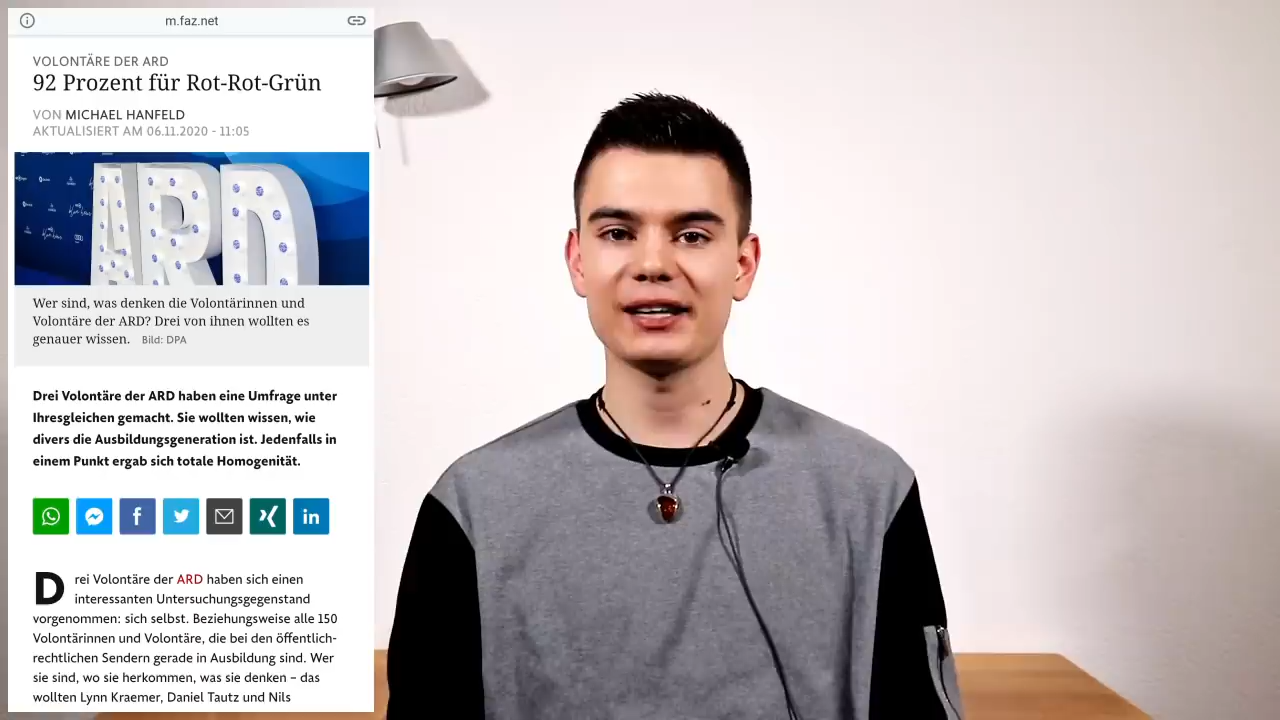 m.faz.net
VOLONTÄRE DER ARD
92 Prozent für Rot-Rot-Grün
VON MICHAEL HANFELD
AKTUALISIERT AM 06.11.2020 - 11:05
ARD
Wer sind, was denken die Volontärinnen und
Volontäre der ARD? Drei von ihnen wollten es
genauer wissen. Bild: DPA
Drei Volontäre der ARD haben eine Umfrage unter
Ihresgleichen gemacht. Sie wollten wissen, wie
divers die Ausbildungsgeneration ist. Jedenfalls in
einem Punkt ergab sich totale Homogenität.
Drei Volontäre der ARD haben sich einen
interessanten Untersuchungsgegenstand
vorgenommen: sich selbst. Beziehungsweise alle 150
Volontärinnen und Volontäre, die bei den öffentlich-
rechtlichen Sendern gerade in Ausbildung sind. Wer
sie sind, wo sie herkommen, was sie denken – das
wollten Lynn Kraemer, Daniel Tautz und Nils